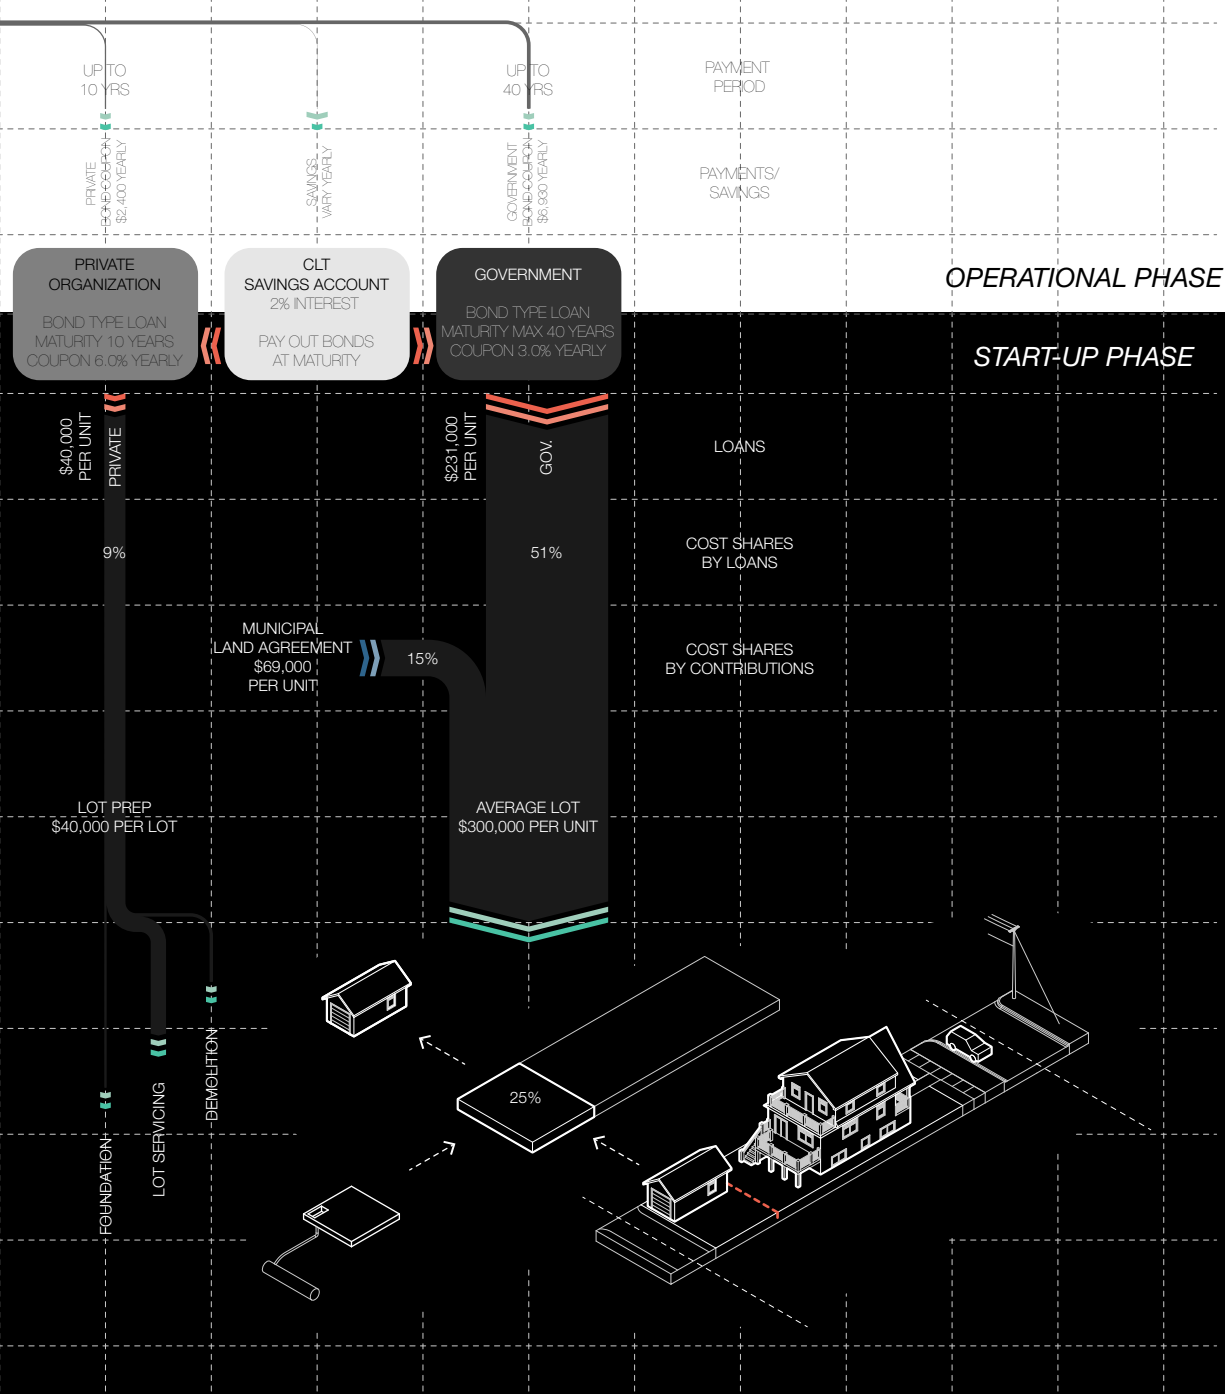 UP TO
10 YRS
UP TO
40 YRS
PAYMENT
PERIOD
PRIVATE
BOND COUPON
$2,400 YEARLY
SAVINGS
VARY YEARLY
GOVERNMENT
BOND COUPON
$6,930 YEARLY
PAYMENTS/
SAVINGS
PRIVATE
ORGANIZATION
BOND TYPE LOAN
MATURITY 10 YEARS
COUPON 6.0% YEARLY
CLT
SAVINGS ACCOUNT
2% INTEREST
PAY OUT BONDS
AT MATURITY
GOVERNMENT
BOND TYPE LOAN
MATURITY MAX 40 YEARS
COUPON 3.0% YEARLY
OPERATIONAL PHASE
START-UP PHASE
$40,000
PER UNIT
PRIVATE
$231,000
PER UNIT
GOV.
LOANS
9%
51%
COST SHARES
BY LOANS
MUNICIPAL
LAND AGREEMENT
$69,000
PER UNIT
15%
COST SHARES
BY CONTRIBUTIONS
LOT PREP
$40,000 PER LOT
AVERAGE LOT
$300,000 PER UNIT
25%
FOUNDATION
LOT SERVICING
DEMOLITION